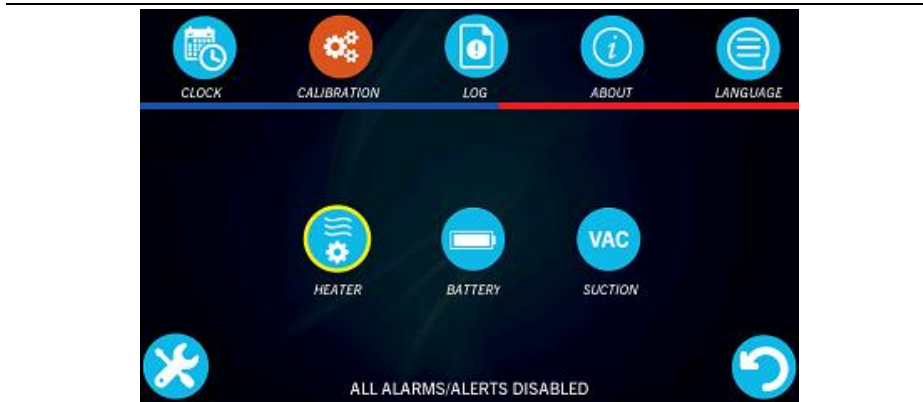 CLOCK CALIBRATION LOG ABOUT LANGUAGE
VAC
HEATER BATTERY SUCTION
ALL ALARMS/ALERTS DISABLED